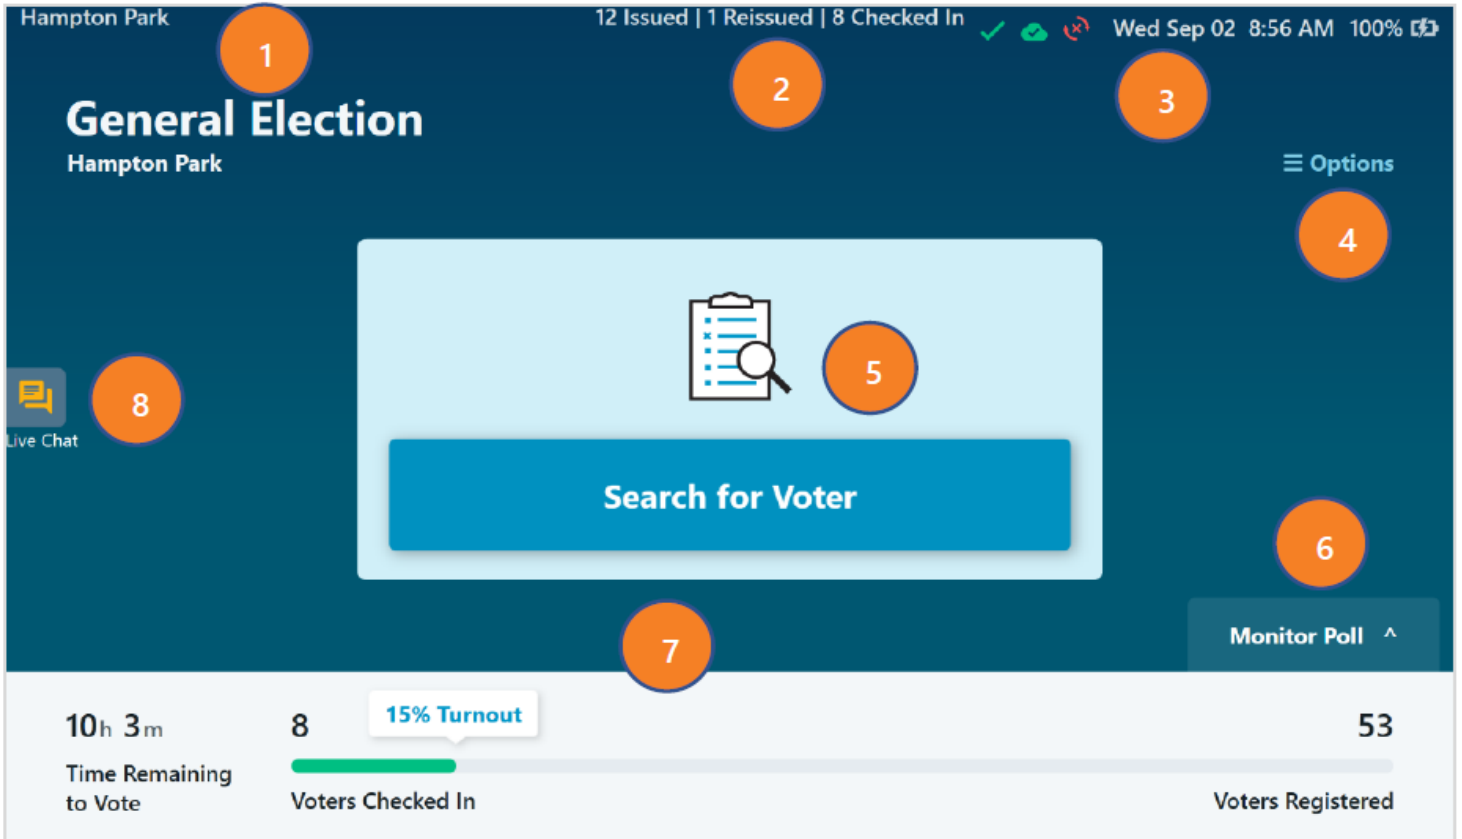 Hampton Park
12 Issued | 1 Reissued | 8 Checked In
Wed Sep 02 8:56 AM 100%
1
2
3
General Election
Hampton Park
☰ Options
4
5
8
Live Chat
Search for Voter
6
7
Monitor Poll ^
10h 3m
8
15% Turnout
53
Time Remaining
to Vote
Voters Checked In
Voters Registered